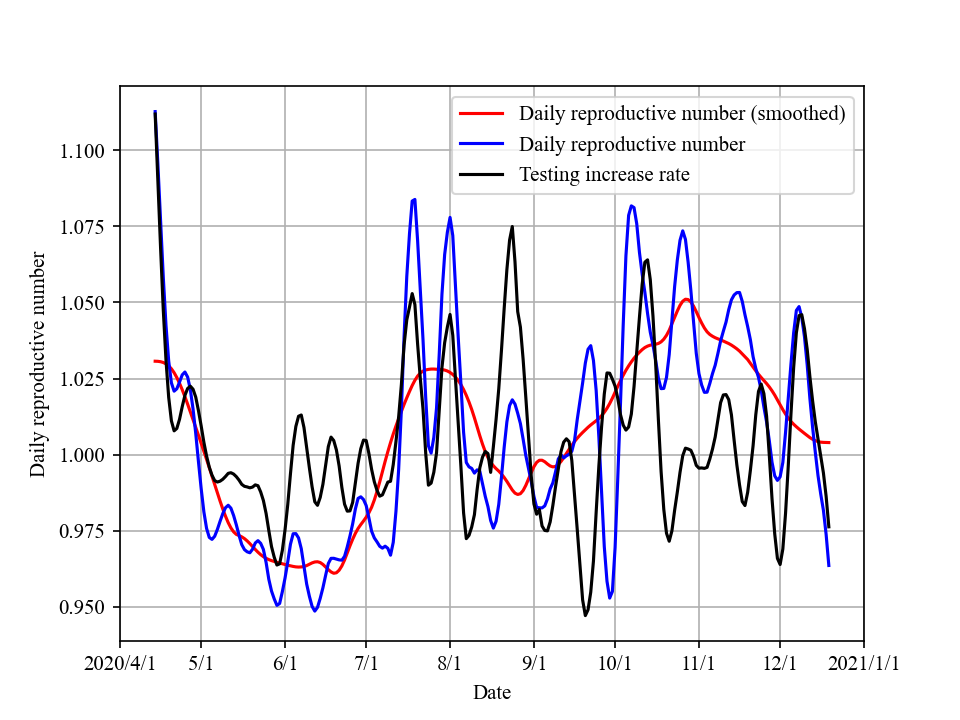 Daily reproductive number (smoothed)
Daily reproductive number
Testing increase rate
Daily reproductive number
1.100
1.075
1.050
1.025
1.000
0.975
0.950
2020/4/1 5/1 6/1 7/1 8/1 9/1 10/1 11/1 12/1 2021/1/1
Date